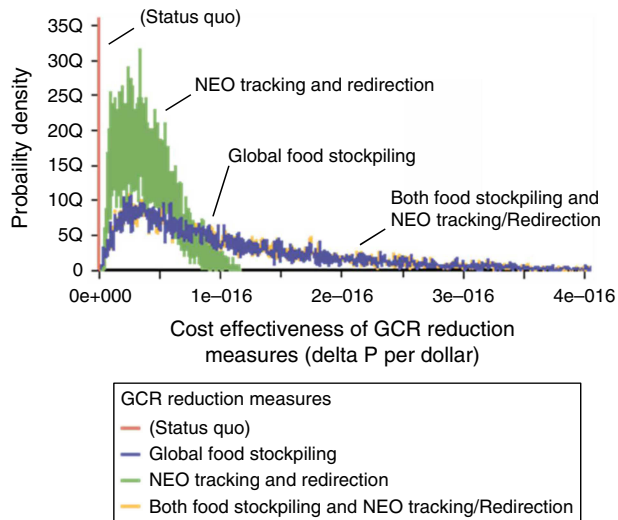 35Q
30Q
25Q
20Q
15Q
10Q
5Q
0
Probaility density
(Status quo)
NEO tracking and redirection
Global food stockpiling
Both food stockpiling and
NEO tracking/Redirection
0e+000 1e–016 2e–016 3e–016 4e–016
Cost effectiveness of GCR reduction
measures (delta P per dollar)
GCR reduction measures
(Status quo)
Global food stockpiling
NEO tracking and redirection
Both food stockpiling and NEO tracking/Redirection